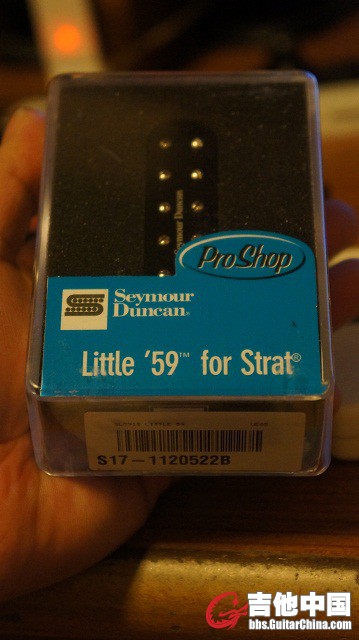 Seymour Duncan
ProShop
Seymour
Duncan®
Little '59™ for Strat®
S17-1120522B
吉他中国
bbs.GuitarChina.com